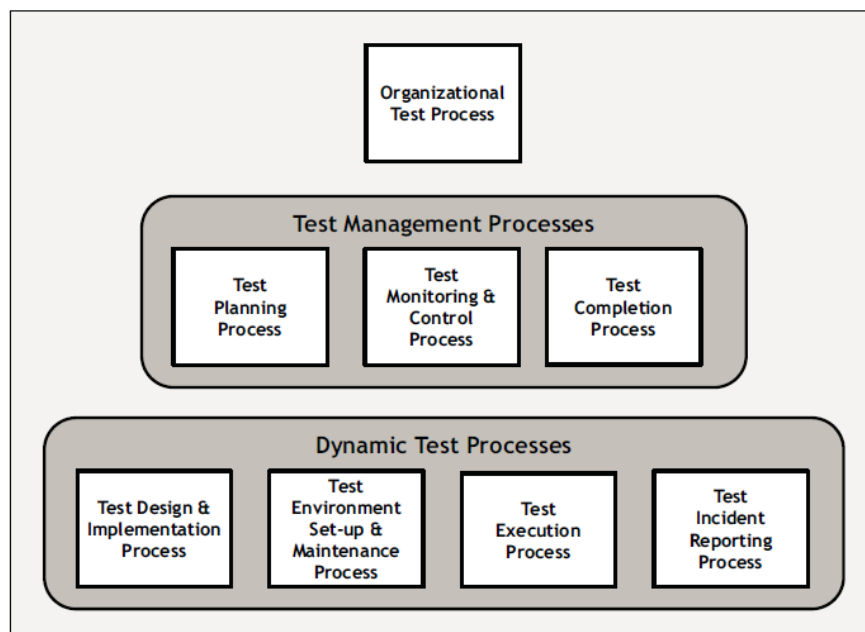 Organizational
Test Process
Test Management Processes
Test
Planning
Process
Test
Monitoring &
Control
Process
Test
Completion
Process
Dynamic Test Processes
Test Design &
Implementation
Process
Test
Environment
Set-up &
Maintenance
Process
Test
Execution
Process
Test
Incident
Reporting
Process